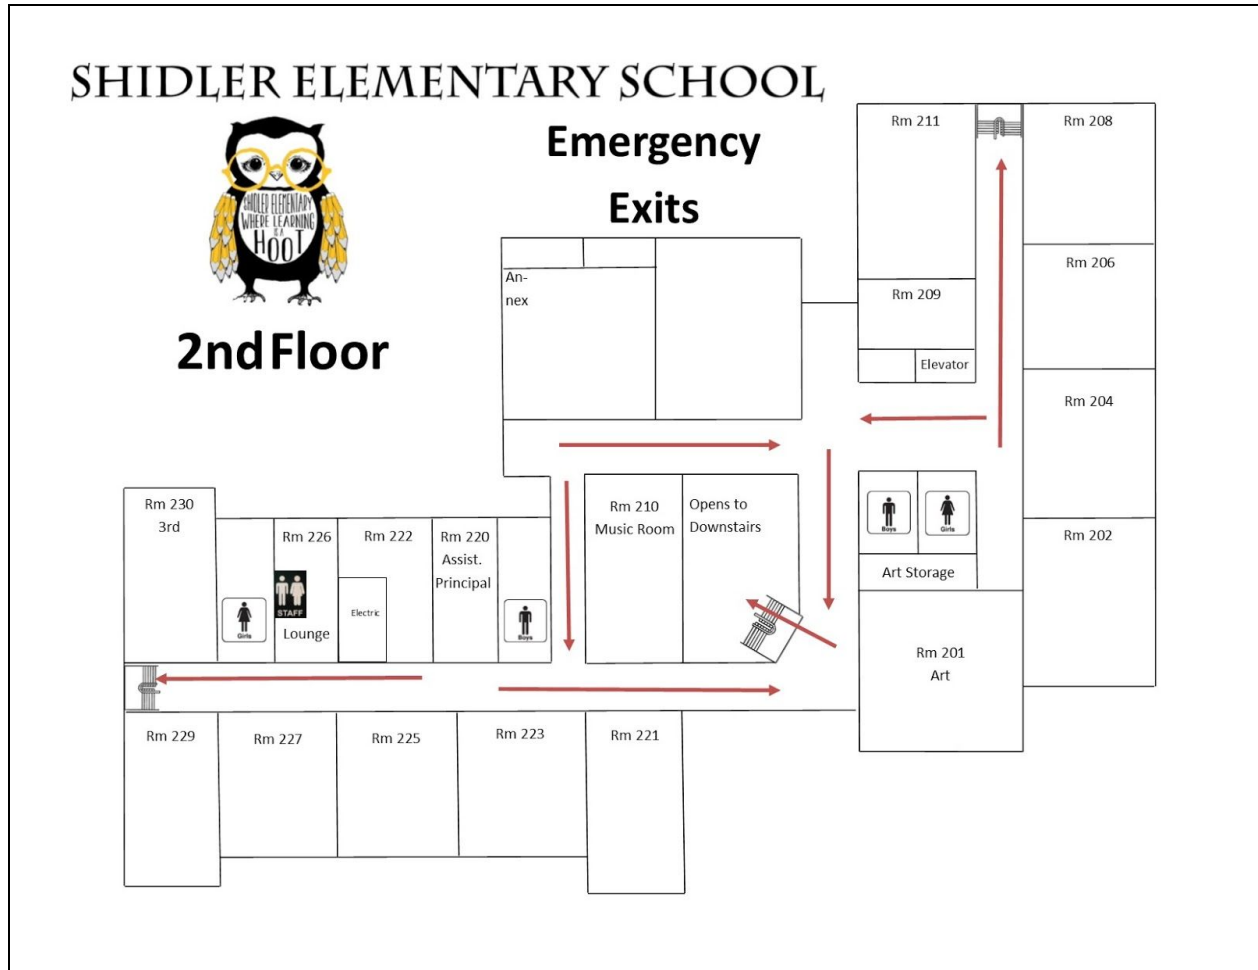 SHIDLER ELEMENTARY SCHOOL
Emergency
Exits
SHIDLER ELEMENTARY
WHERE LEARNING
IS A
HOOT
2nd Floor
Rm 211
Rm 208
An-
nex
Rm 206
Rm 209
Elevator
Rm 204
Rm 230
3rd
Rm 226
Rm 222
Rm 220
Assist.
Principal
Rm 210
Music Room
Opens to
Downstairs
Boys
Girls
Rm 202
Art Storage
STAFF
Electric
Girls
Lounge
Boys
Rm 201
Art
Rm 229
Rm 227
Rm 225
Rm 223
Rm 221